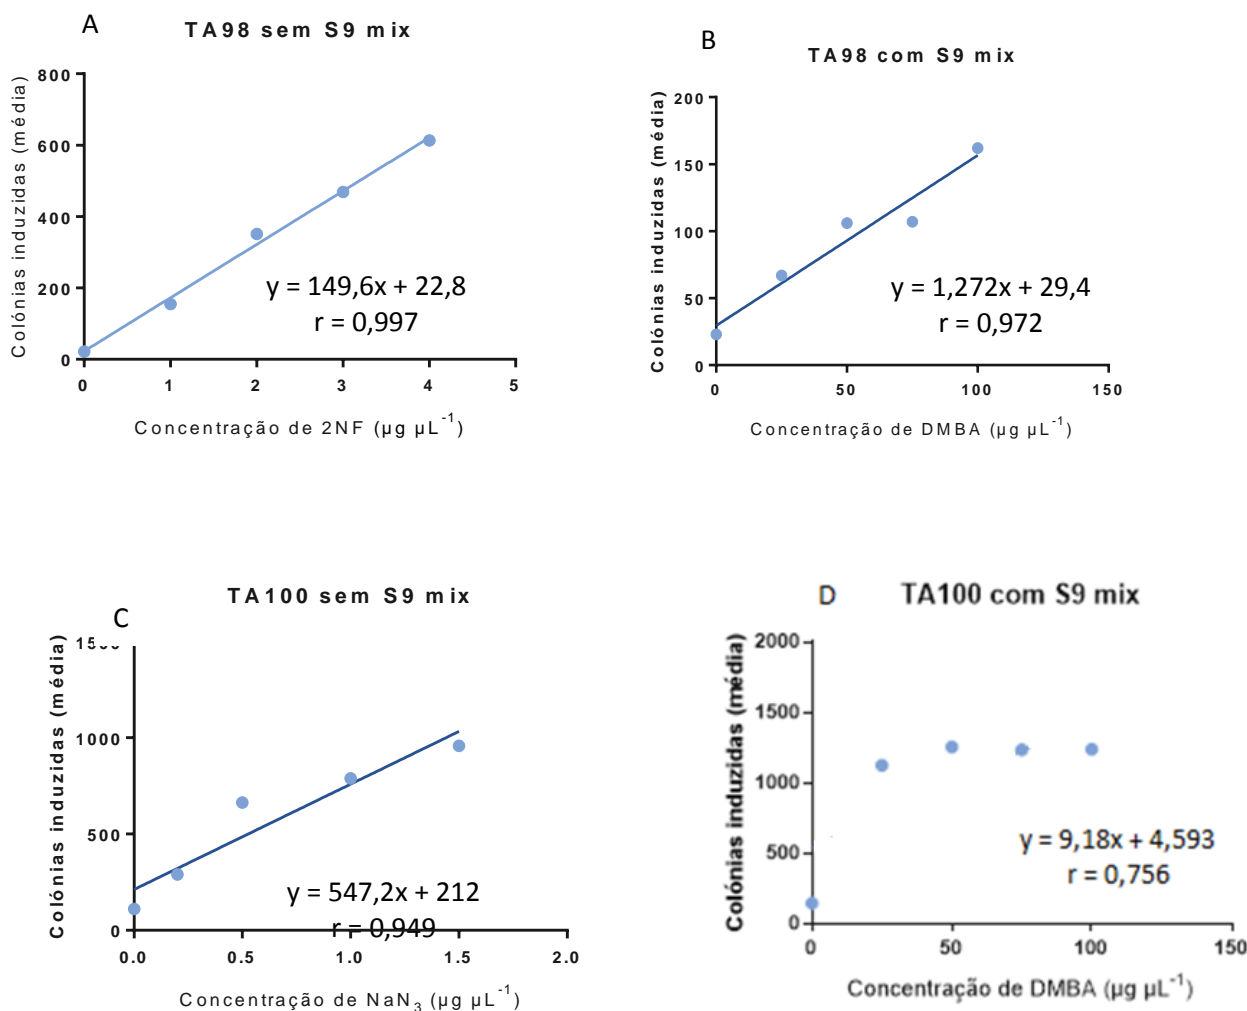 A
TA98 sem S9 mix
Colónias induzidas (média)
800
600
400
200
0
0 1 2 3 4 5
y = 149,6x + 22,8
r = 0,997
Concentração de 2NF (µg µL⁻¹)
B
TA98 com S9 mix
Colónias induzidas (média)
200
150
100
50
0
0 50 100 150
y = 1,272x + 29,4
r = 0,972
Concentração de DMBA (µg µL⁻¹)
C
TA100 sem S9 mix
Colónias induzidas (média)
1000
500
0
0.0 0.5 1.0 1.5 2.0
y = 547,2x + 212
r = 0,949
Concentração de NaN₃ (µg µL⁻¹)
D
TA100 com S9 mix
Colónias induzidas (média)
2000
1500
1000
500
0
0 50 100 150
y = 9,18x + 4,593
r = 0,756
Concentração de DMBA (µg µL⁻¹)